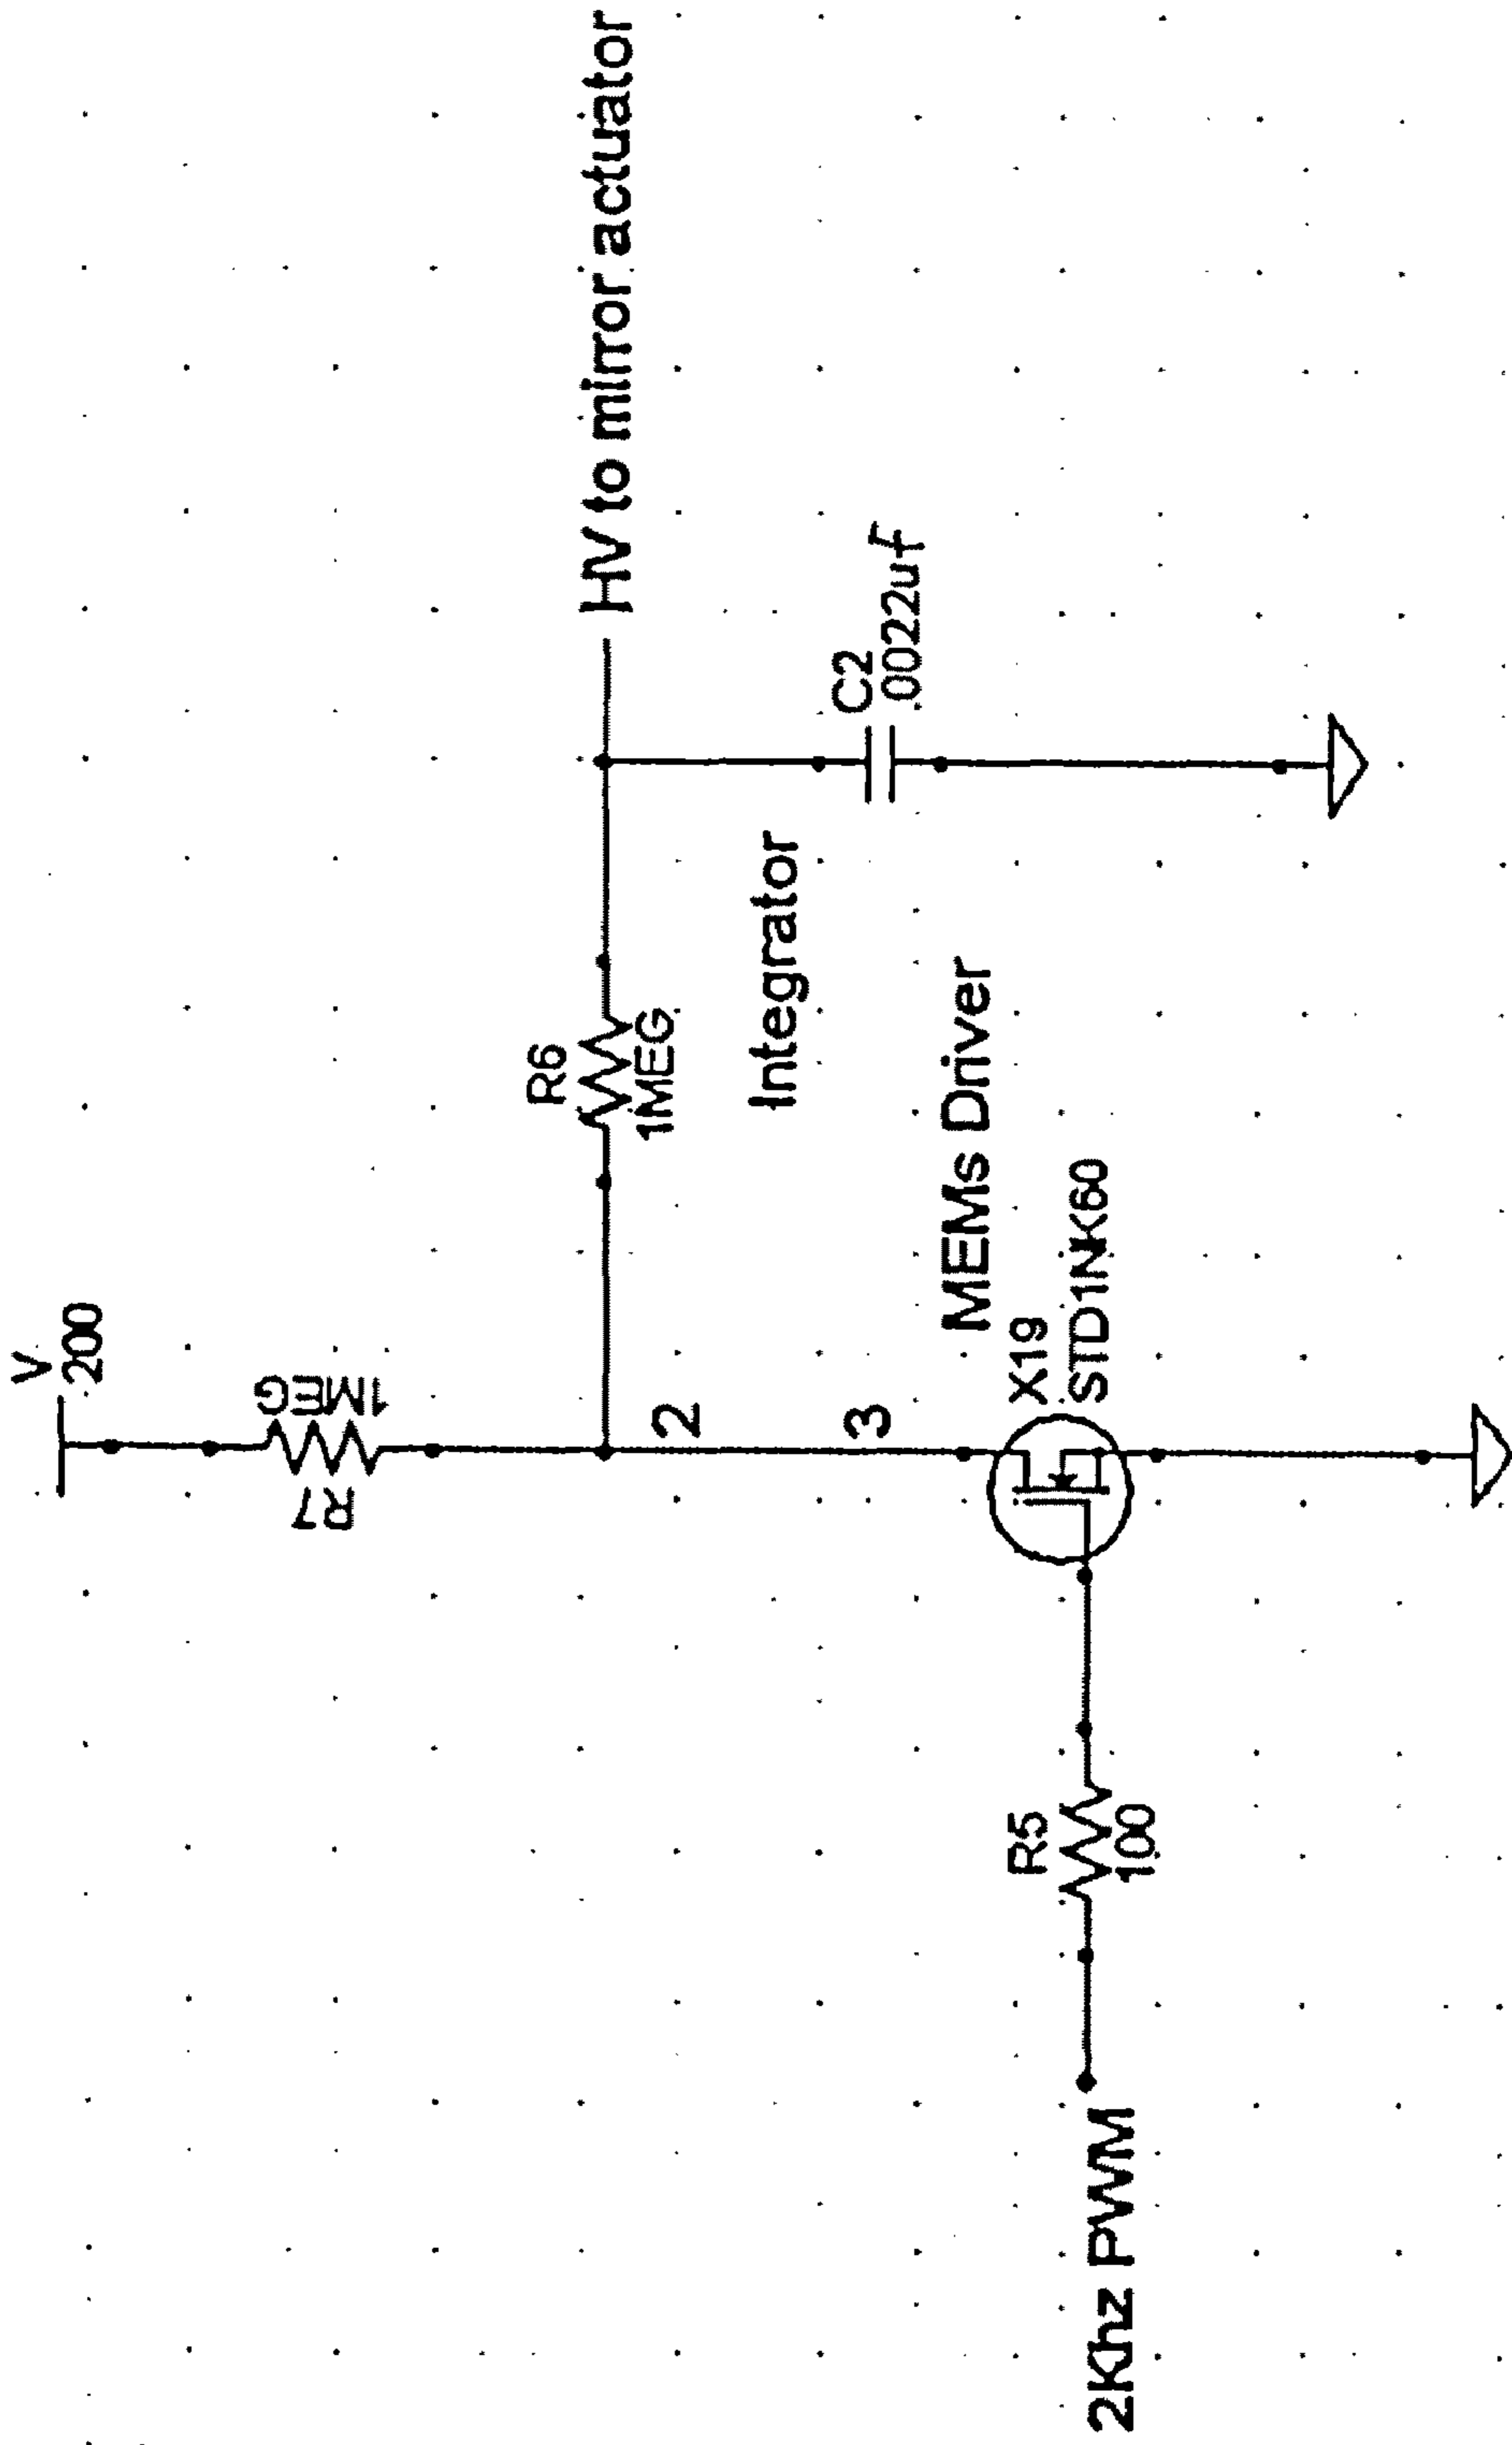 V
200
R7
1MEG
R6
1MEG
HV to mirror actuator
2
Integrator
C2
.0022uf
3
MEMs Driver
X19
STD1NK60
R5
100
2Khz PWM